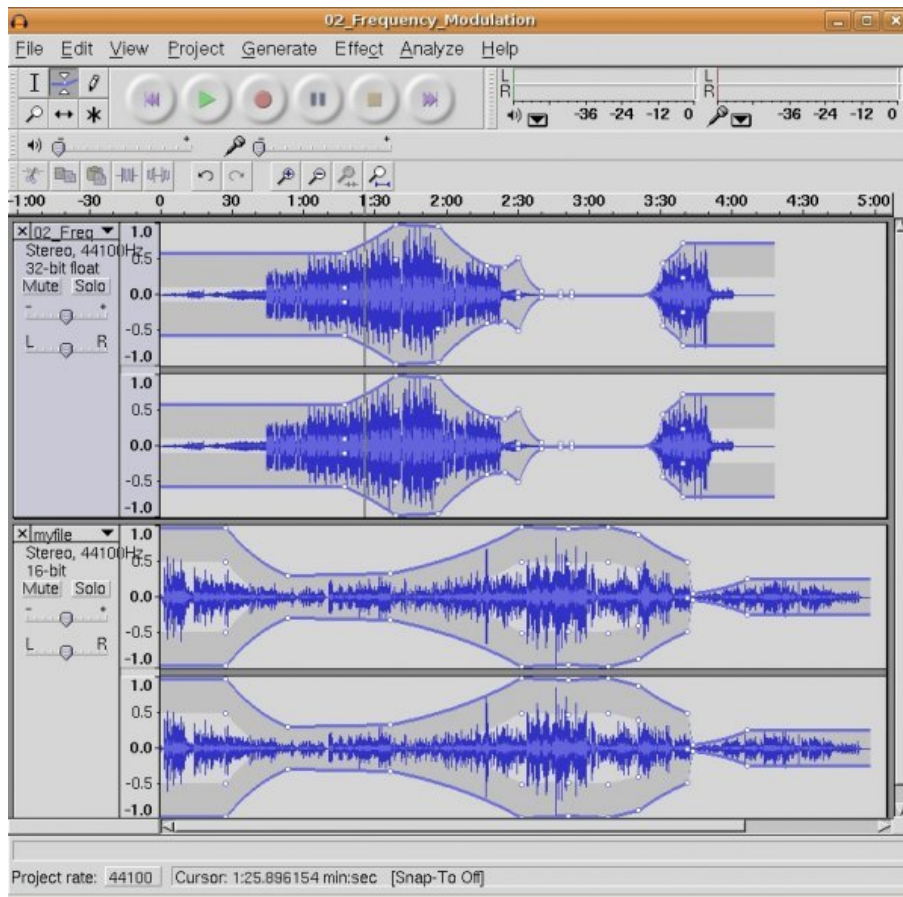 02_Frequency_Modulation
File Edit View Project Generate Effect Analyze Help
L
R
-36 -24 -12 0
L
R
-36 -24 -12 0
- +
- +
-1:00 -30 0 30 1:00 1:30 2:00 2:30 3:00 3:30 4:00 4:30 5:00
02_Freq
Stereo, 44100Hz
32-bit float
Mute Solo
- +
L R
1.0
0.5
0.0
-0.5
-1.0
1.0
0.5
0.0
-0.5
-1.0
myfile
Stereo, 44100Hz
16-bit
Mute Solo
- +
L R
1.0
0.5
0.0
-0.5
-1.0
1.0
0.5
0.0
-0.5
-1.0
Project rate: 44100 Cursor: 1:25.896154 min:sec [Snap-To Off]